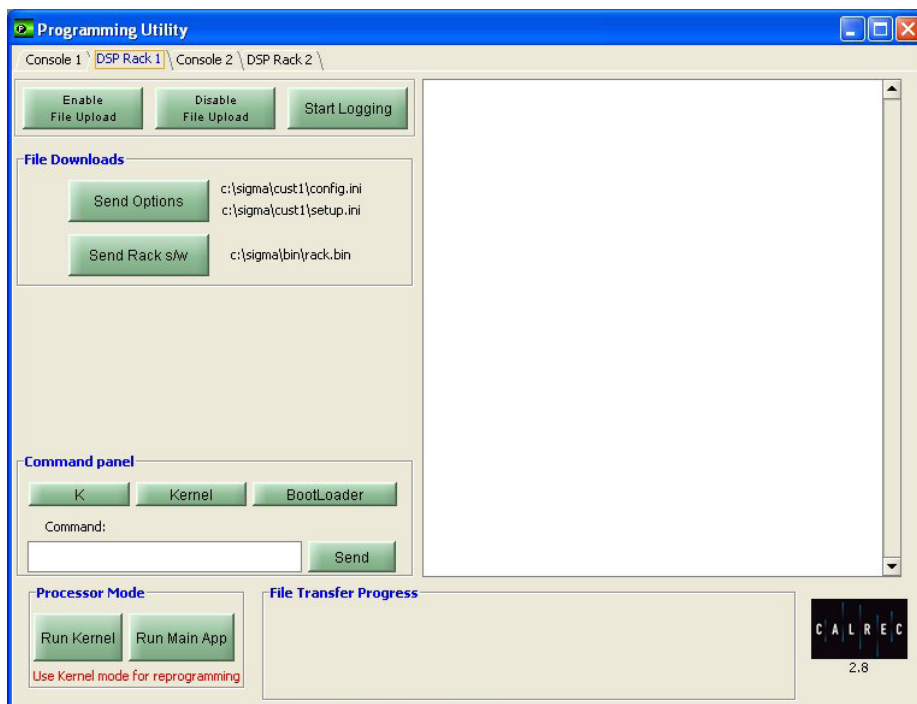 Programming Utility
Console 1 DSP Rack 1 Console 2 DSP Rack 2
Enable
File Upload
Disable
File Upload
Start Logging
File Downloads
Send Options
c:\sigma\cust1\config.ini
c:\sigma\cust1\setup.ini
Send Rack s/w
c:\sigma\bin\rack.bin
Command panel
K Kernel BootLoader
Command:
Send
Processor Mode
Run Kernel Run Main App
Use Kernel mode for reprogramming
File Transfer Progress
CALREC
2.8